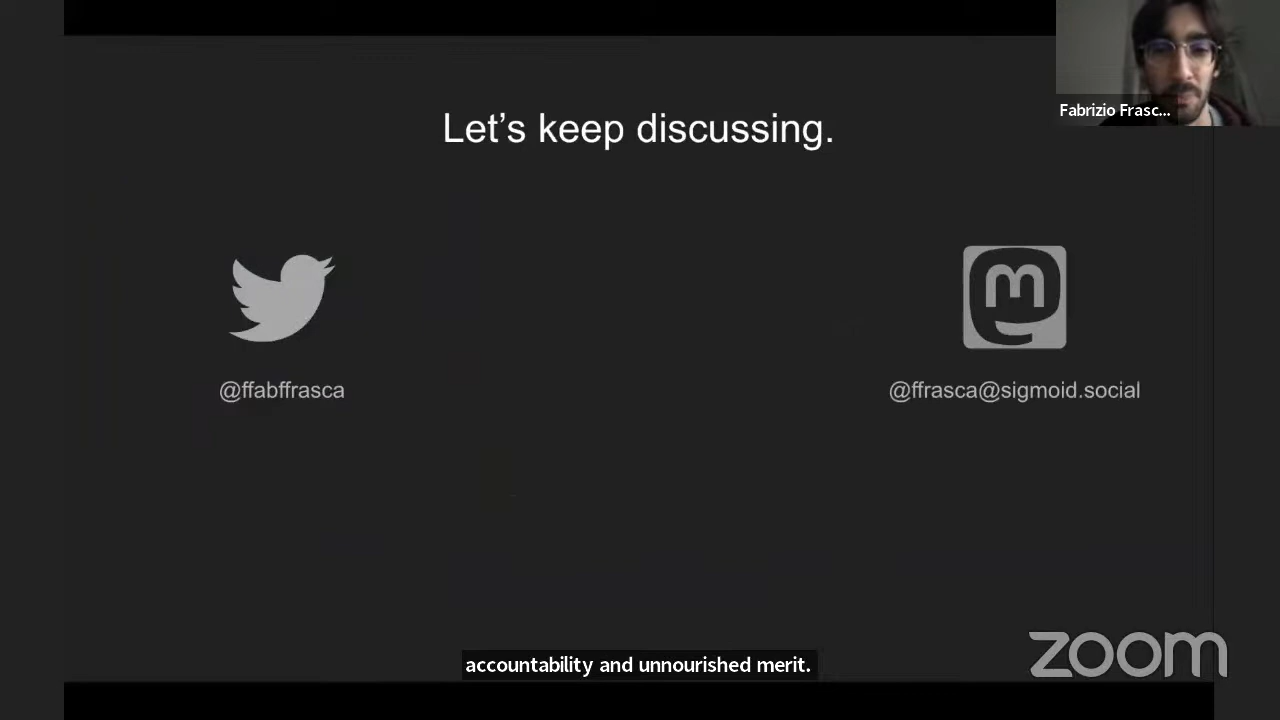 Let's keep discussing.
Fabrizio Frasc...
@ffabffrasca
@ffrasca@sigmoid.social
accountability and unnourished merit.
zoom